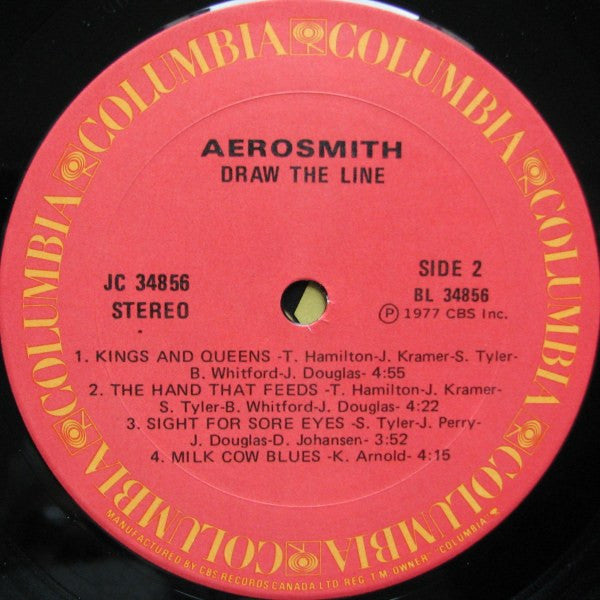 COLUMBIA COLUMBIA COLUMBIA COLUMBIA COLUMBIA COLUMBIA
AEROSMITH
DRAW THE LINE
JC 34856
STEREO
SIDE 2
BL 34856
Ⓟ 1977 CBS Inc.
1. KINGS AND QUEENS -T. Hamilton-J. Kramer-S. Tyler-
B. Whitford-J. Douglas- 4:55
2. THE HAND THAT FEEDS -T. Hamilton-J. Kramer-
S. Tyler-B. Whitford-J. Douglas- 4:22
3. SIGHT FOR SORE EYES -S. Tyler-J. Perry-
J. Douglas-D. Johansen- 3:52
4. MILK COW BLUES -K. Arnold- 4:15
MANUFACTURED BY CBS RECORDS CANADA LTD REG. T.M. OWNER "COLUMBIA"